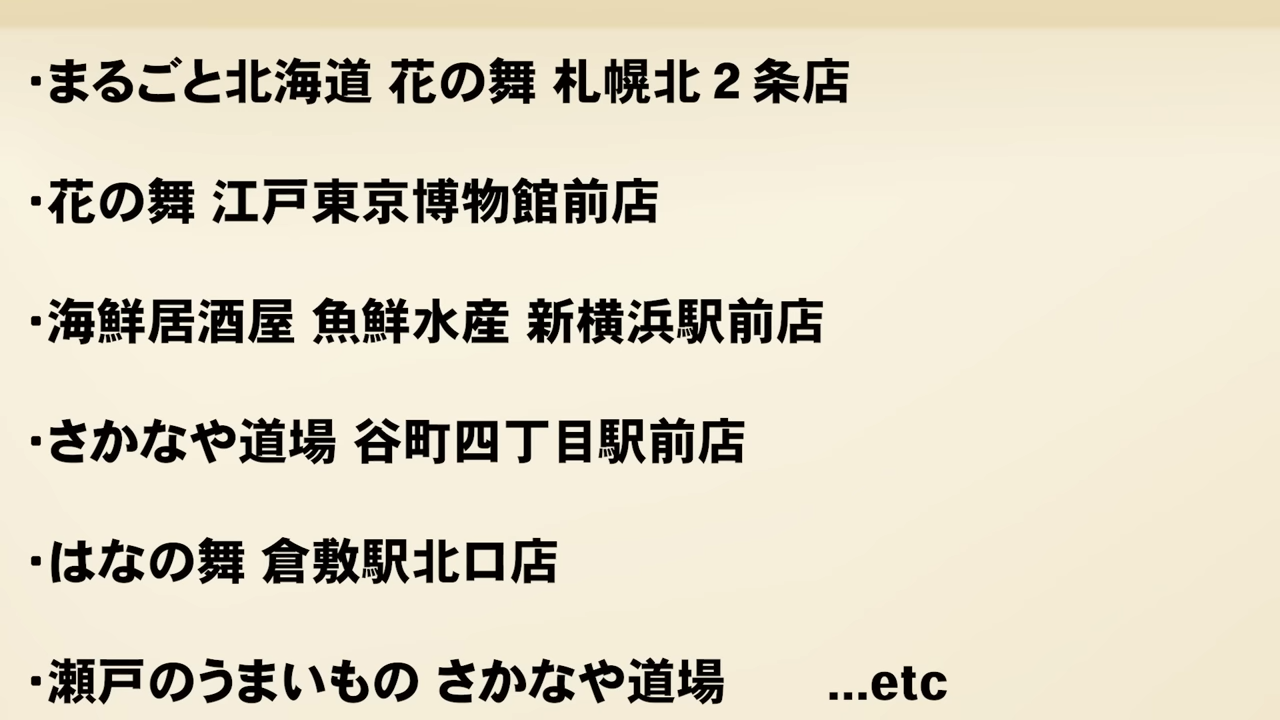 ・まるごと北海道 花の舞 札幌北２条店
・花の舞 江戸東京博物館前店
・海鮮居酒屋 魚鮮水産 新横浜駅前店
・さかなや道場 谷町四丁目駅前店
・はなの舞 倉敷駅北口店
・瀬戸のうまいもの さかなや道場 ...etc